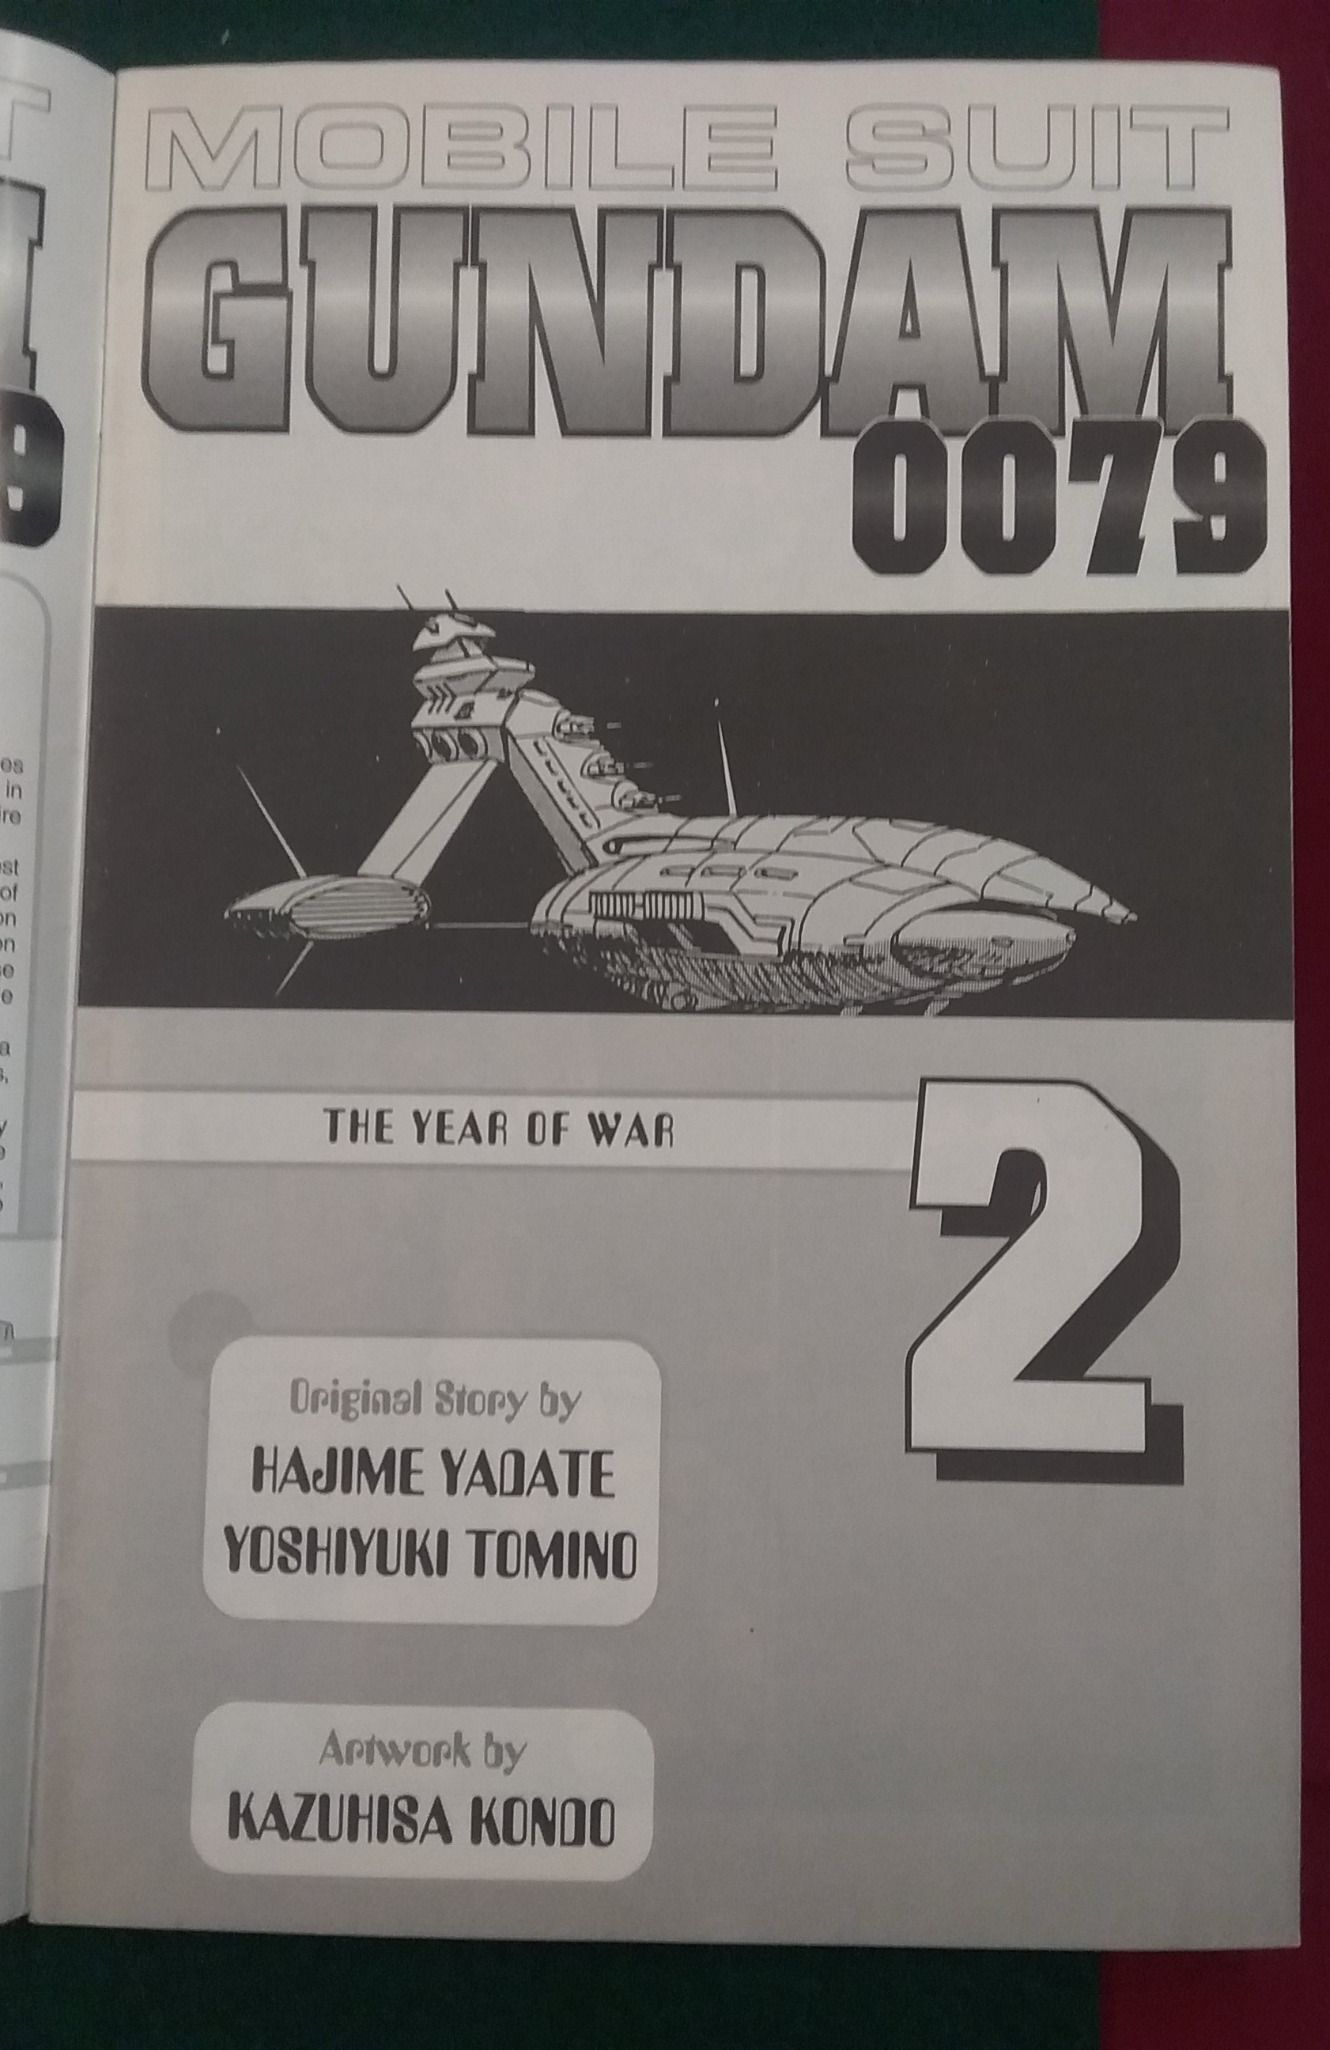 MOBILE SUIT
GUNDAM
0079
THE YEAR OF WAR
2
Original Story by
HAJIME YADATE
YOSHIYUKI TOMINO
Artwork by
KAZUHISA KONDO